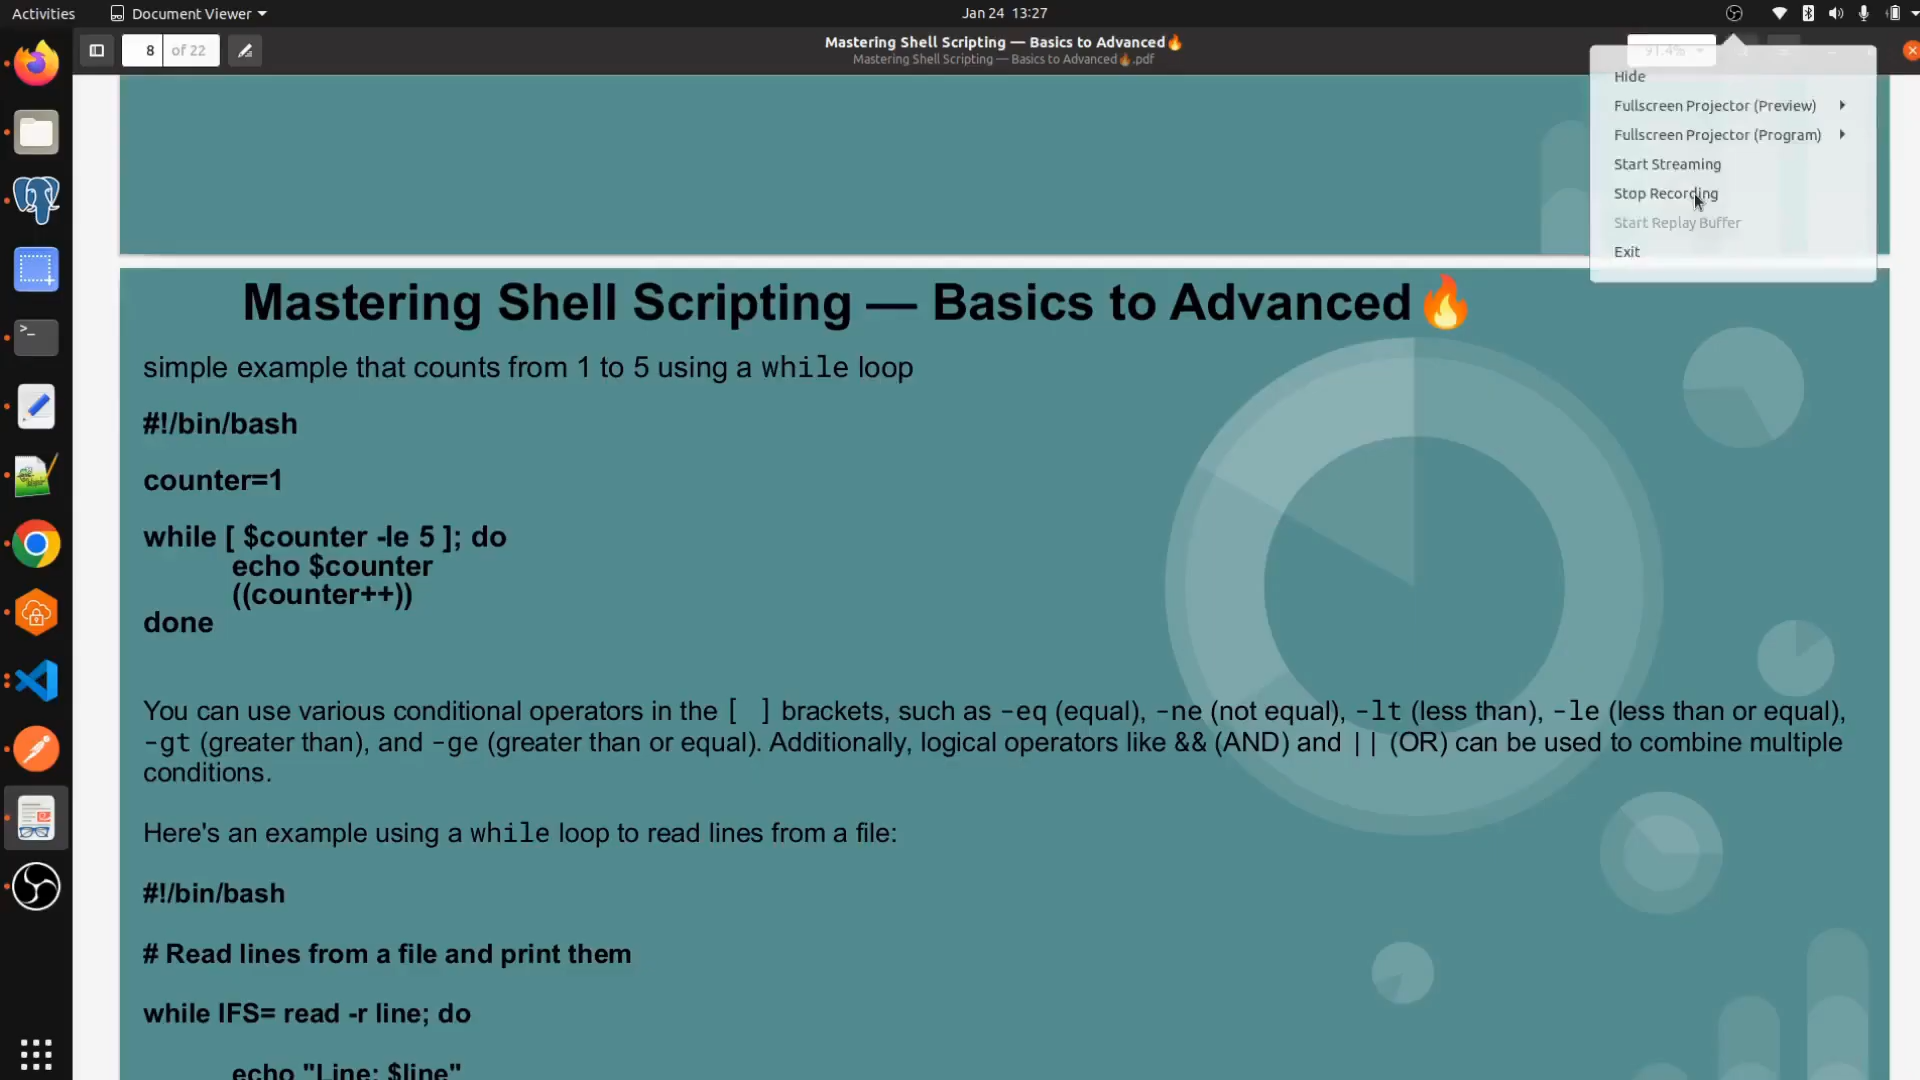 Activities
Document Viewer
Jan 24 13:27
8 of 22
Mastering Shell Scripting — Basics to Advanced🔥
Mastering Shell Scripting — Basics to Advanced🔥.pdf
91.4%
Hide
Fullscreen Projector (Preview)
Fullscreen Projector (Program)
Start Streaming
Stop Recording
Start Replay Buffer
Exit
Mastering Shell Scripting — Basics to Advanced🔥
simple example that counts from 1 to 5 using a while loop
#!/bin/bash
counter=1
while [ $counter -le 5 ]; do
echo $counter
((counter++))
done
You can use various conditional operators in the [ ] brackets, such as -eq (equal), -ne (not equal), -lt (less than), -le (less than or equal),
-gt (greater than), and -ge (greater than or equal). Additionally, logical operators like && (AND) and || (OR) can be used to combine multiple
conditions.
Here's an example using a while loop to read lines from a file:
#!/bin/bash
# Read lines from a file and print them
while IFS= read -r line; do
echo "Line: $line"